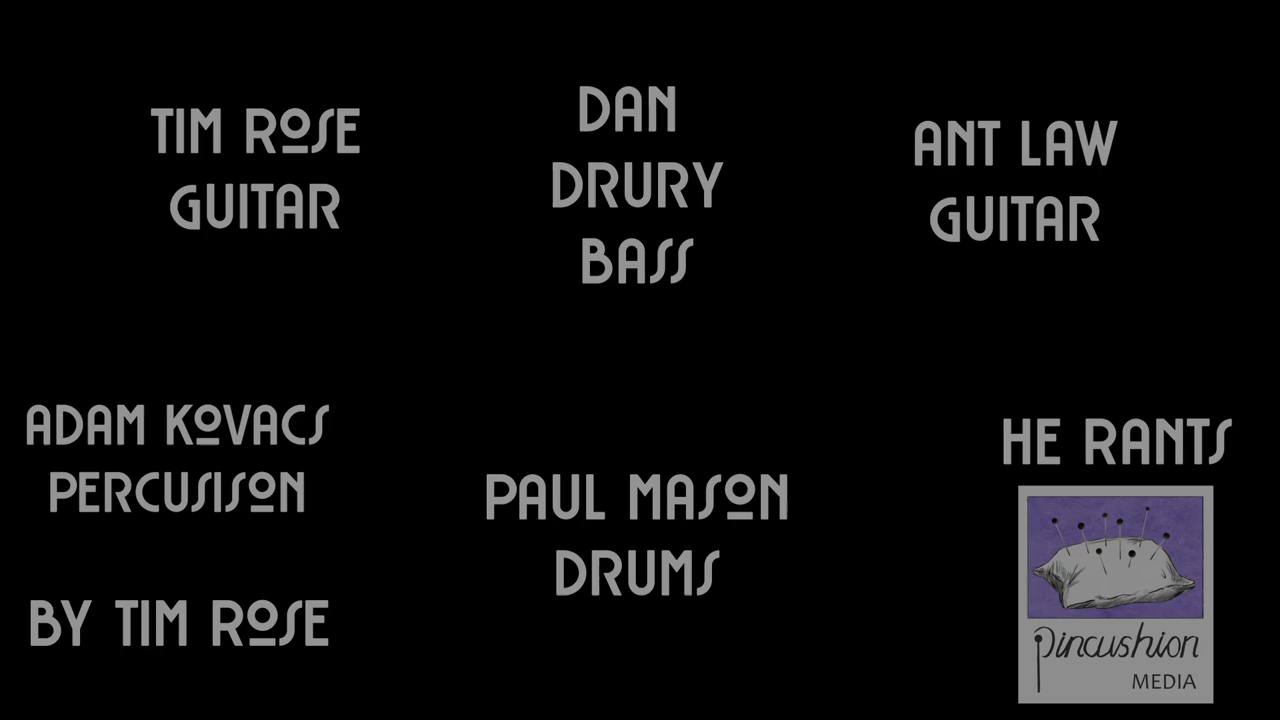 TIM ROSE
GUITAR
DAN
DRURY
BASS
ANT LAW
GUITAR
ADAM KOVACS
PERCUSISON
PAUL MASON
DRUMS
HE RANTS
BY TIM ROSE
Pincushion
MEDIA